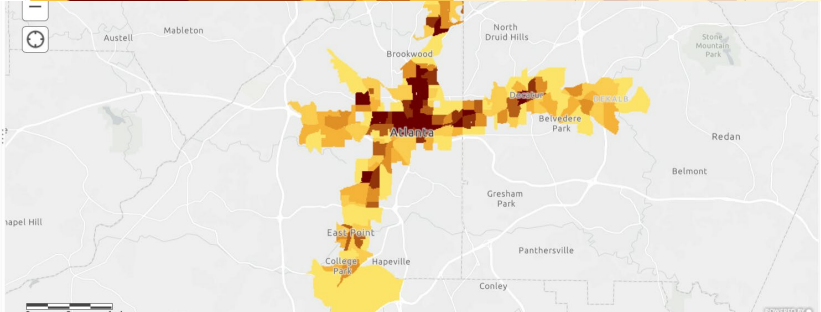 North
Druid Hills
Mableton
Austell
Stone
Mountain
Park
Brookwood
Decatur
DEKALB
Belvedere
Park
Atlanta
Redan
Belmont
Gresham
Park
East Point
Panthersville
College
Park
Hapeville
Conley